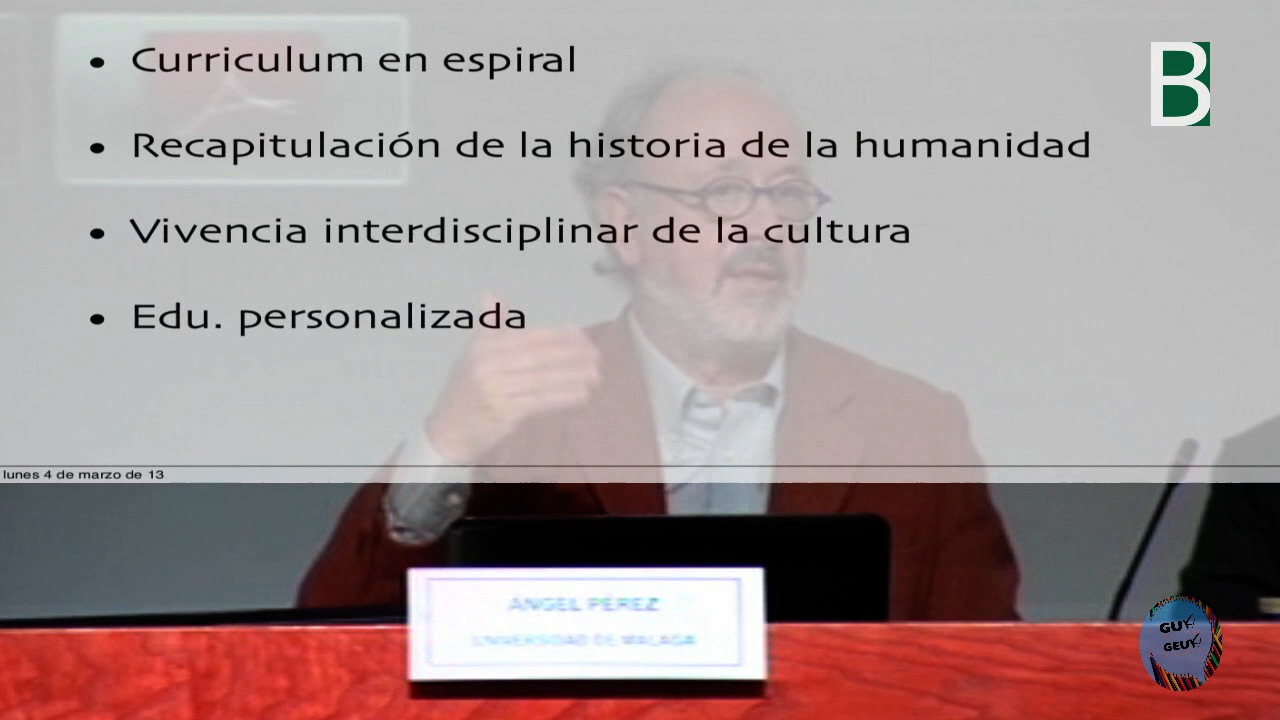 • Curriculum en espiral
B
• Recapitulación de la historia de la humanidad
• Vivencia interdisciplinar de la cultura
• Edu. personalizada
lunes 4 de marzo de 13
ANGEL PÉREZ
UNIVERSIDAD DE MALAGA
GUY
GEUY